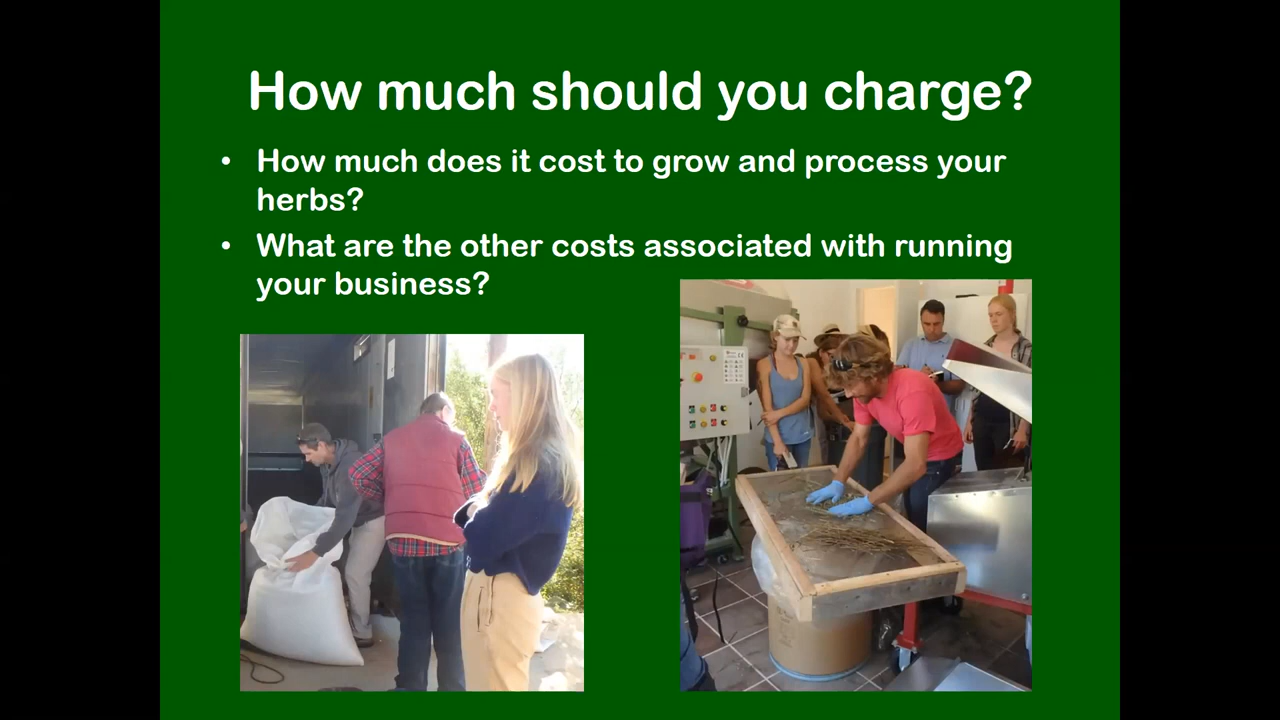 How much should you charge?
• How much does it cost to grow and process your
herbs?
• What are the other costs associated with running
your business?